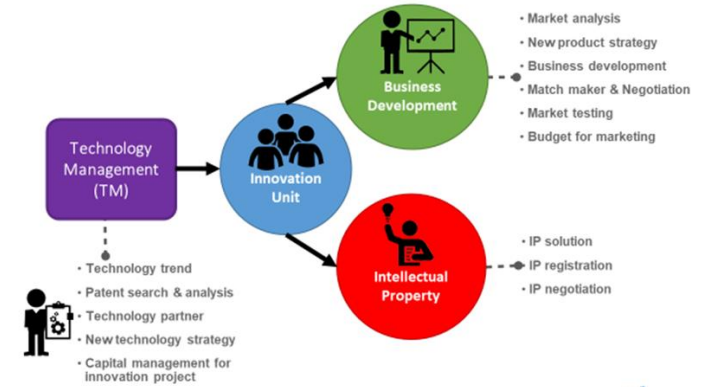 Technology
Management
(TM)
Innovation
Unit
Business
Development
• Market analysis
• New product strategy
• Business development
• Match maker & Negotiation
• Market testing
• Budget for marketing
Intellectual
Property
• IP solution
• IP registration
• IP negotiation
• Technology trend
• Patent search & analysis
• Technology partner
• New technology strategy
• Capital management for
innovation project